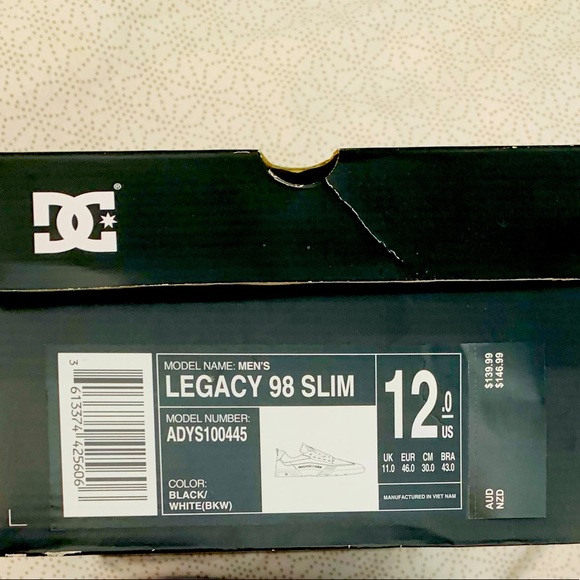 DC®
3 613374 425606
MODEL NAME: MEN'S
LEGACY 98 SLIM
MODEL NUMBER:
ADYS100445
COLOR:
BLACK/
WHITE(BKW)
12.0
US
UK EUR CM BRA
11.0 46.0 30.0 43.0
MANUFACTURED IN VIET NAM
AUD $139.99
NZD $146.99